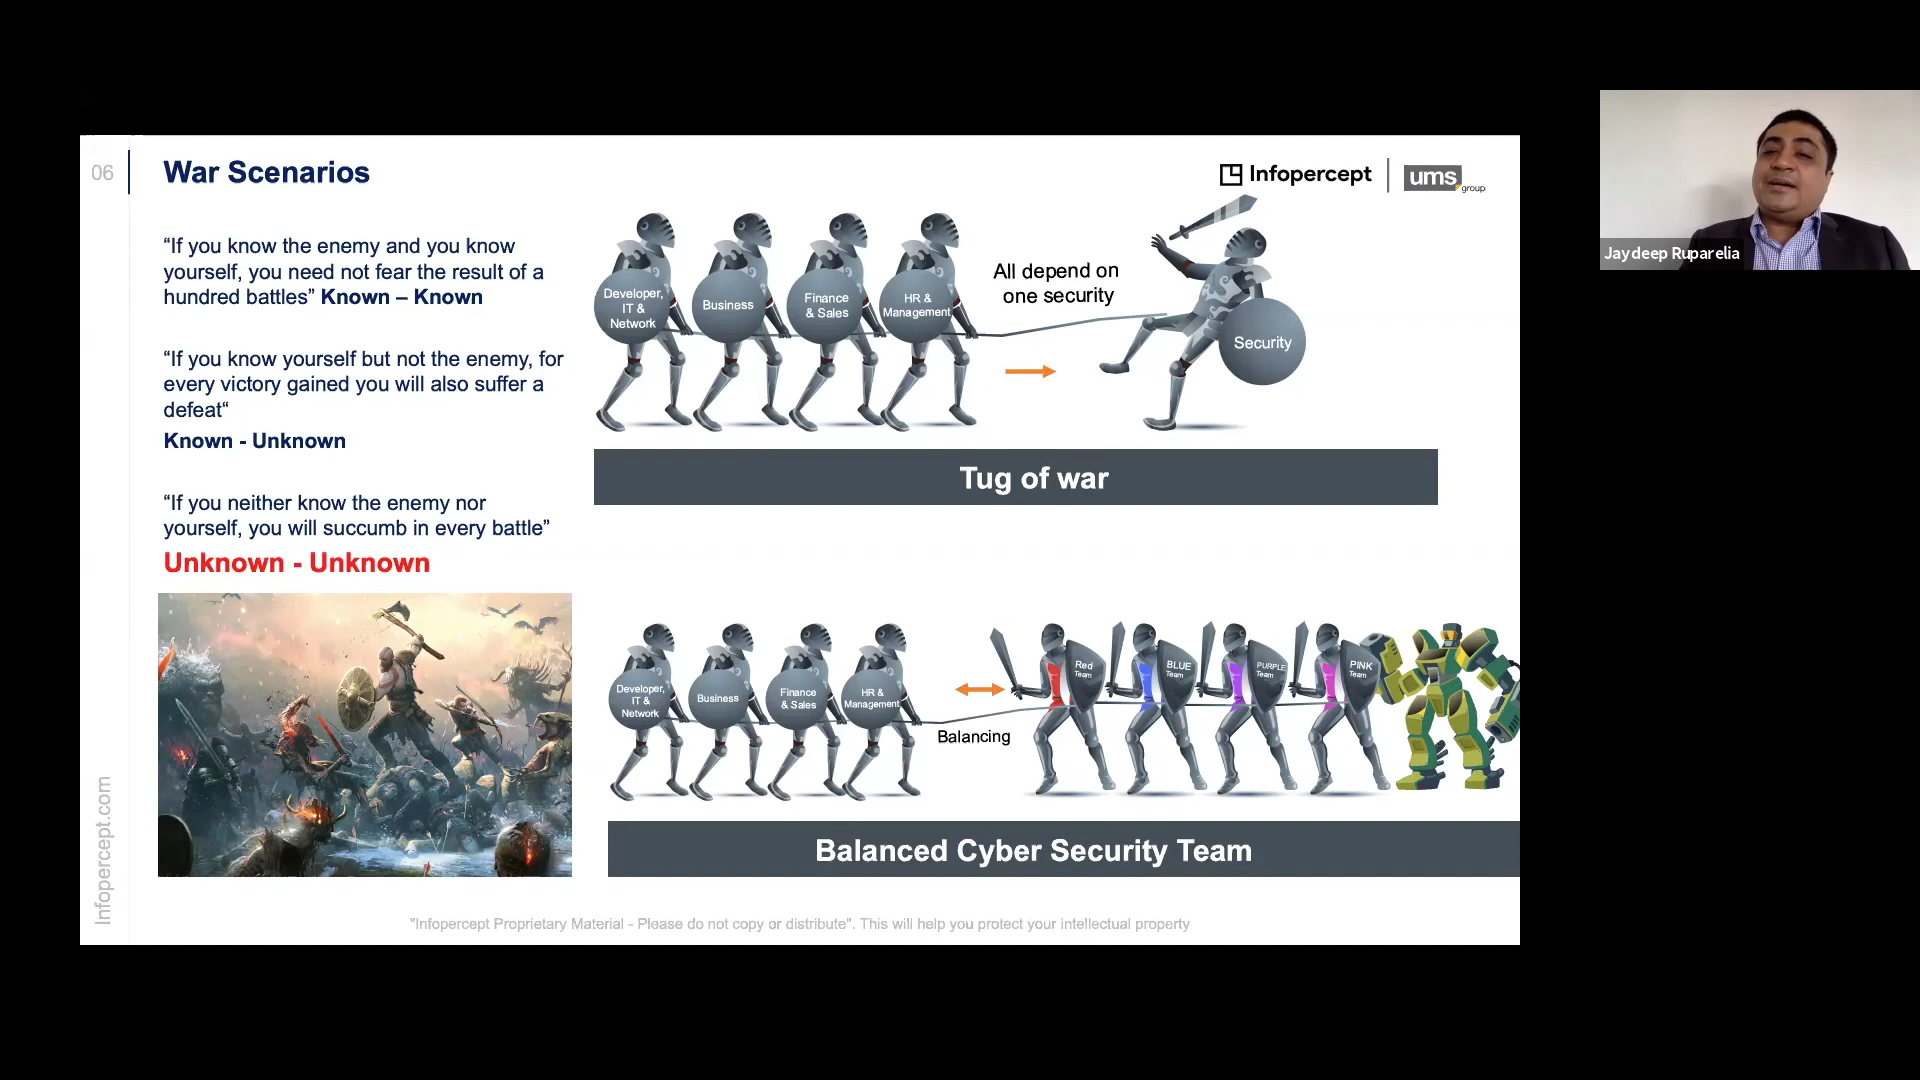 06
War Scenarios
Infopercept
ums
group
“If you know the enemy and you know
yourself, you need not fear the result of a
hundred battles” Known – Known
“If you know yourself but not the enemy, for
every victory gained you will also suffer a
defeat“
Known - Unknown
“If you neither know the enemy nor
yourself, you will succumb in every battle”
Unknown - Unknown
Developer,
IT &
Network
Business
Finance
& Sales
HR &
Management
All depend on
one security
Security
Tug of war
Developer,
IT &
Network
Business
Finance
& Sales
HR &
Management
Balancing
Red
Team
BLUE
Team
PURPLE
Team
PINK
Team
Balanced Cyber Security Team
Infopercept.com
"Infopercept Proprietary Material - Please do not copy or distribute". This will help you protect your intellectual property
Jaydeep Ruparelia